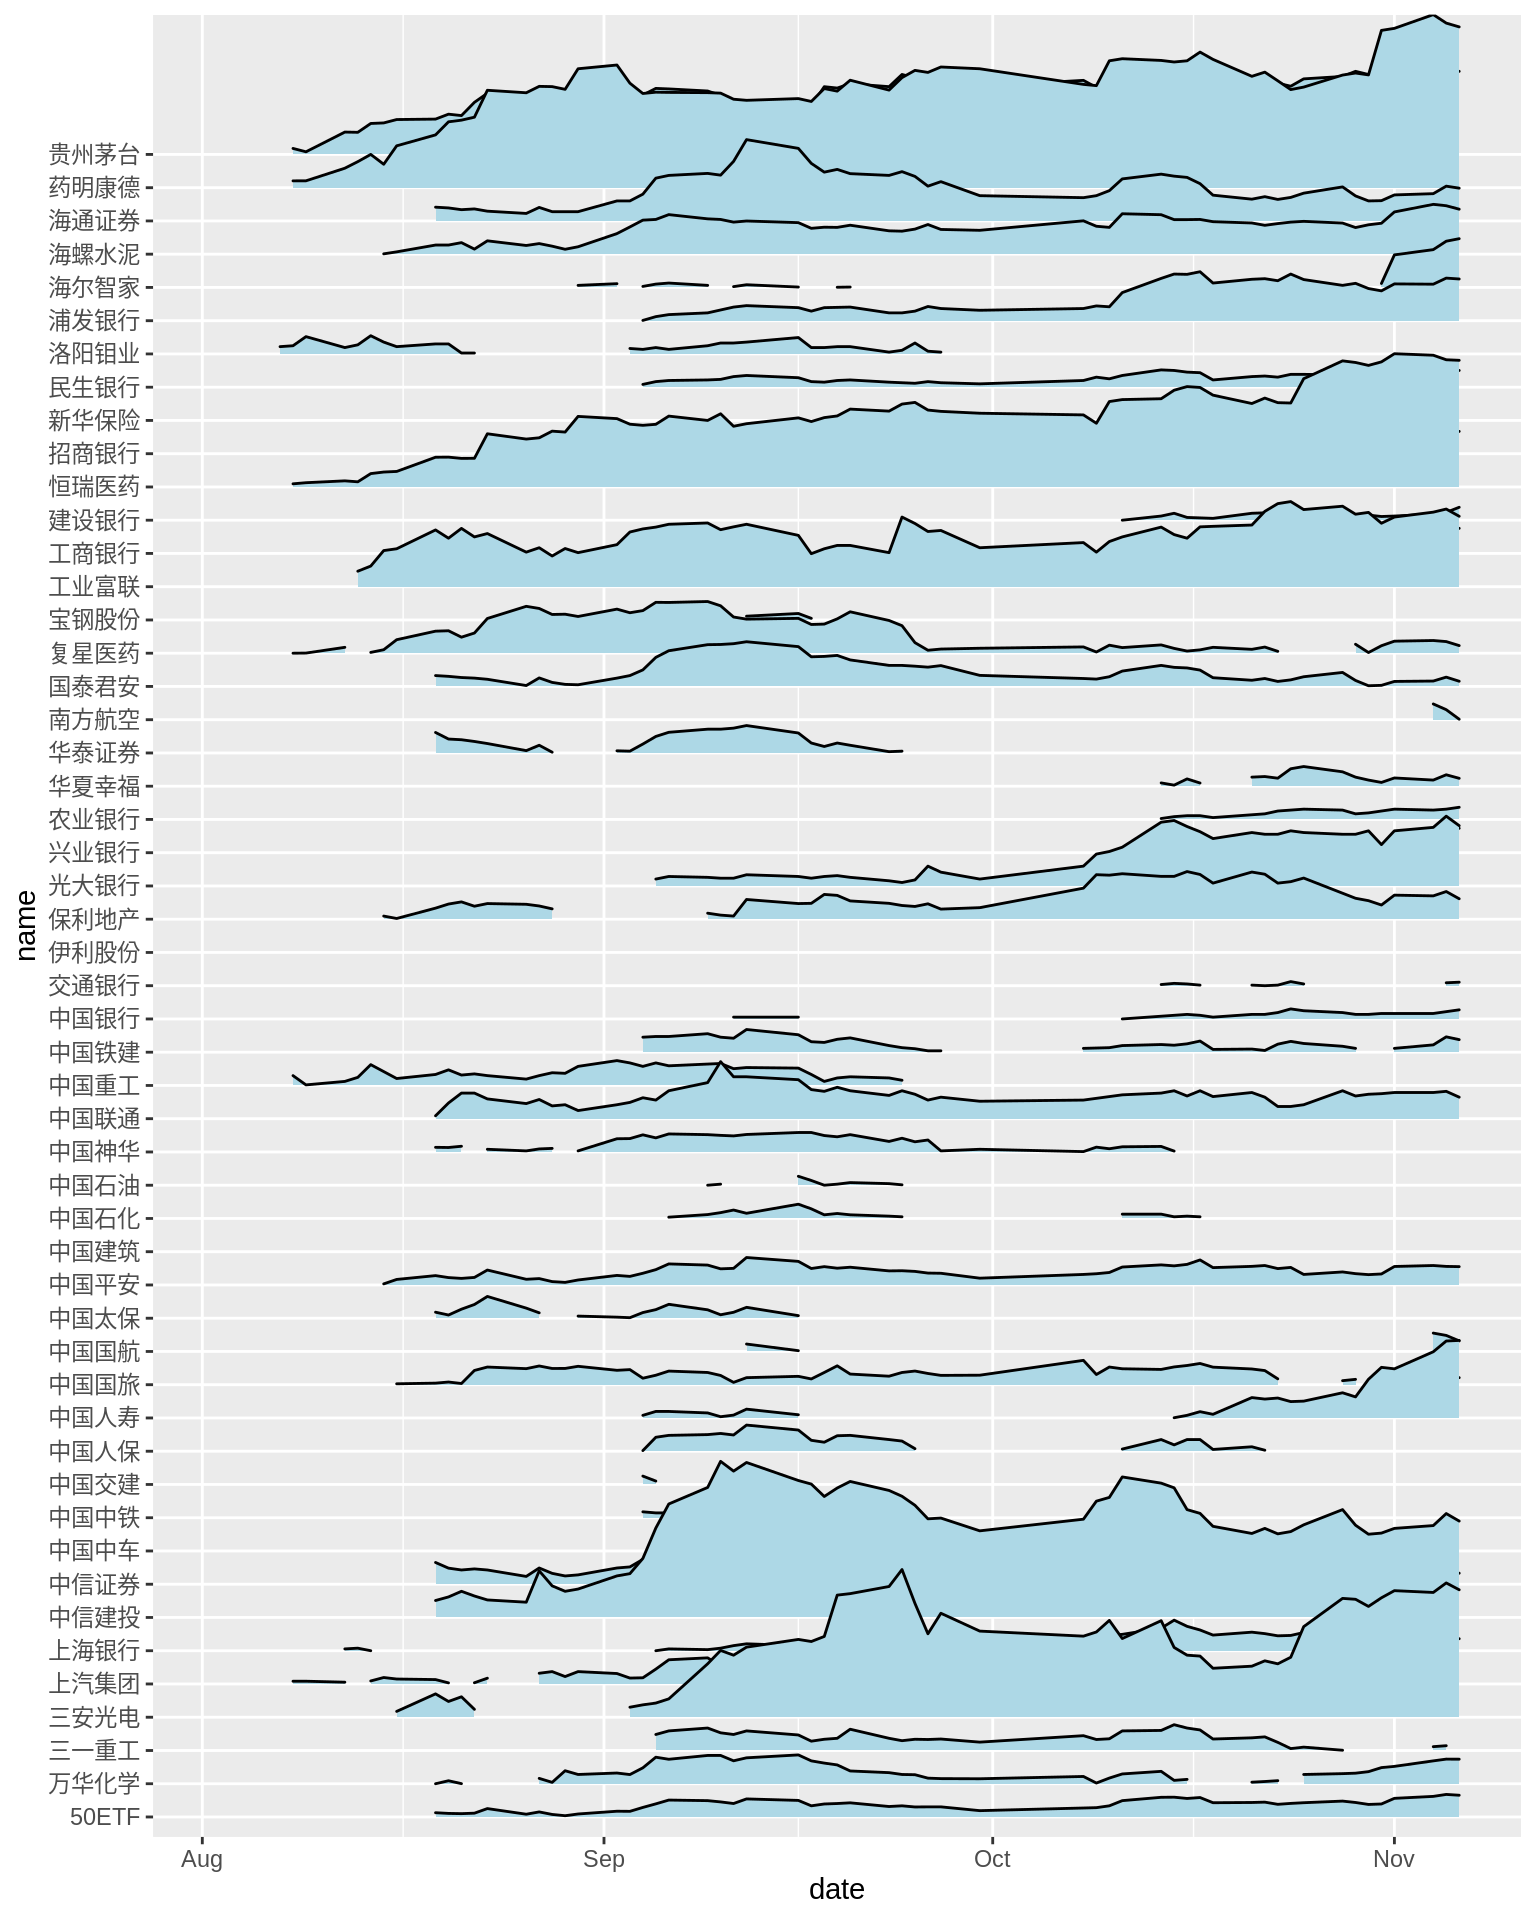 贵州茅台
药明康德
海通证券
海螺水泥
海尔智家
浦发银行
洛阳钼业
民生银行
新华保险
招商银行
恒瑞医药
建设银行
工商银行
工业富联
宝钢股份
复星医药
国泰君安
南方航空
华泰证券
华夏幸福
农业银行
兴业银行
光大银行
保利地产
伊利股份
交通银行
中国银行
中国铁建
中国重工
中国联通
中国神华
中国石油
中国石化
中国建筑
中国平安
中国太保
中国国航
中国国旅
中国人寿
中国人保
中国交建
中国中铁
中国中车
中信证券
中信建投
上海银行
上汽集团
三安光电
三一重工
万华化学
50ETF
name
Aug Sep Oct Nov
date